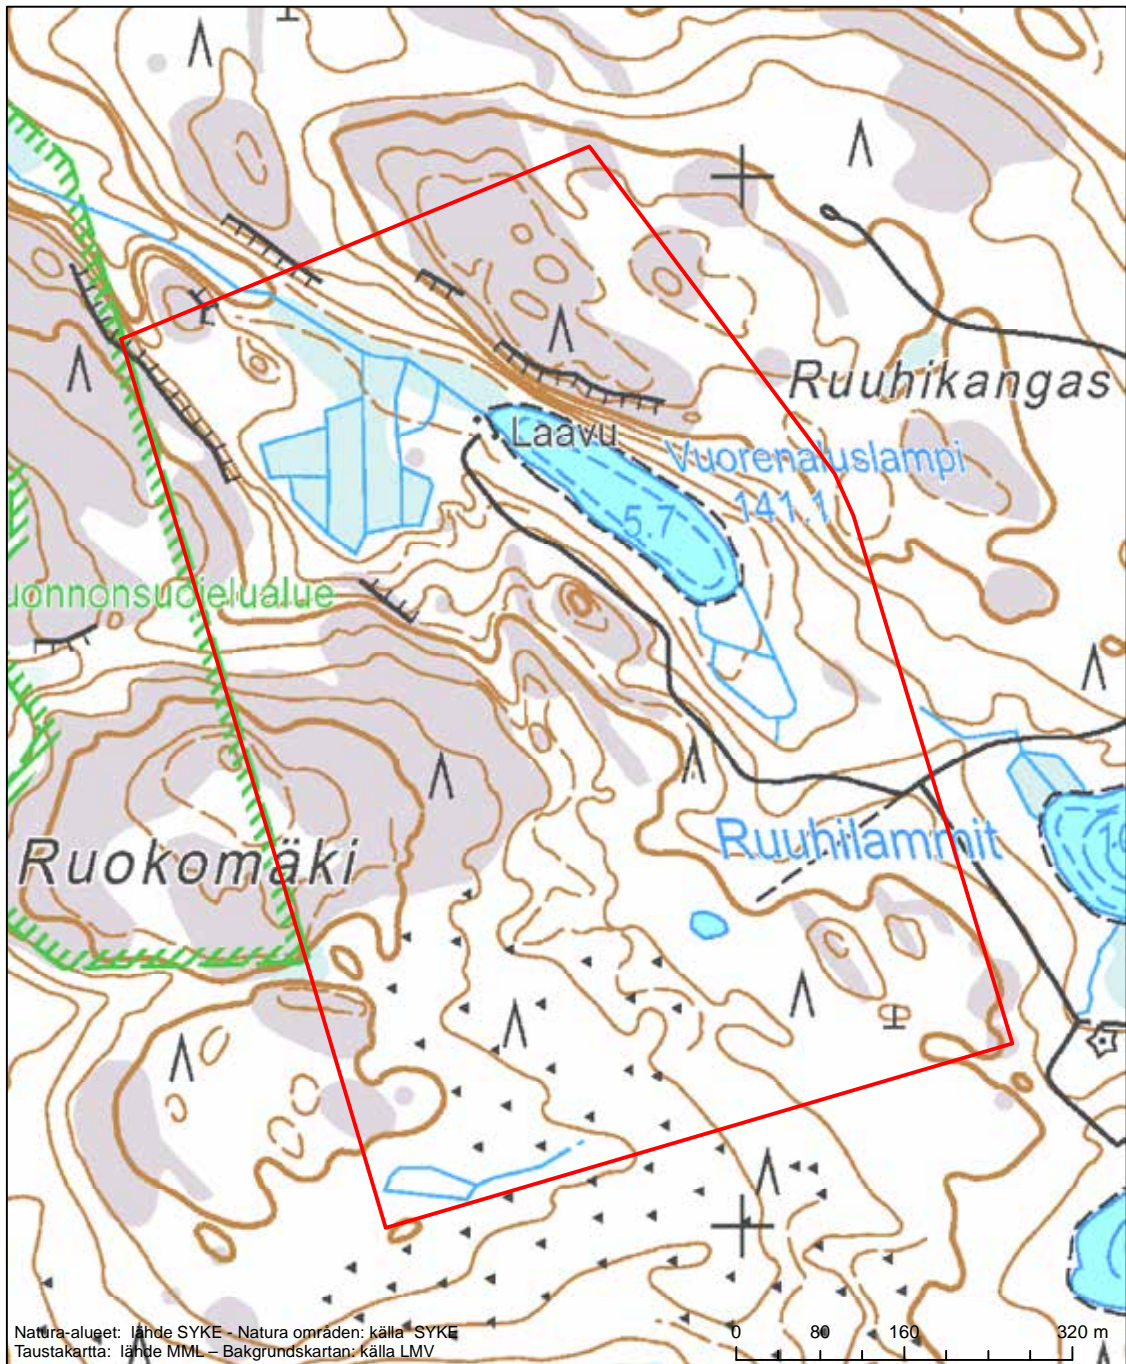 Ruuhikangas
Laavu
Vuorenaluslampi
141.1
5.7
uonnonsuojelualue
Ruuhilammit
Ruokomäki
Natura-alueet: lähde SYKE - Natura områden: källa SYKE
Taustakartta: lähde MML – Bakgrundskartan: källa LMV
0 80 160 320 m